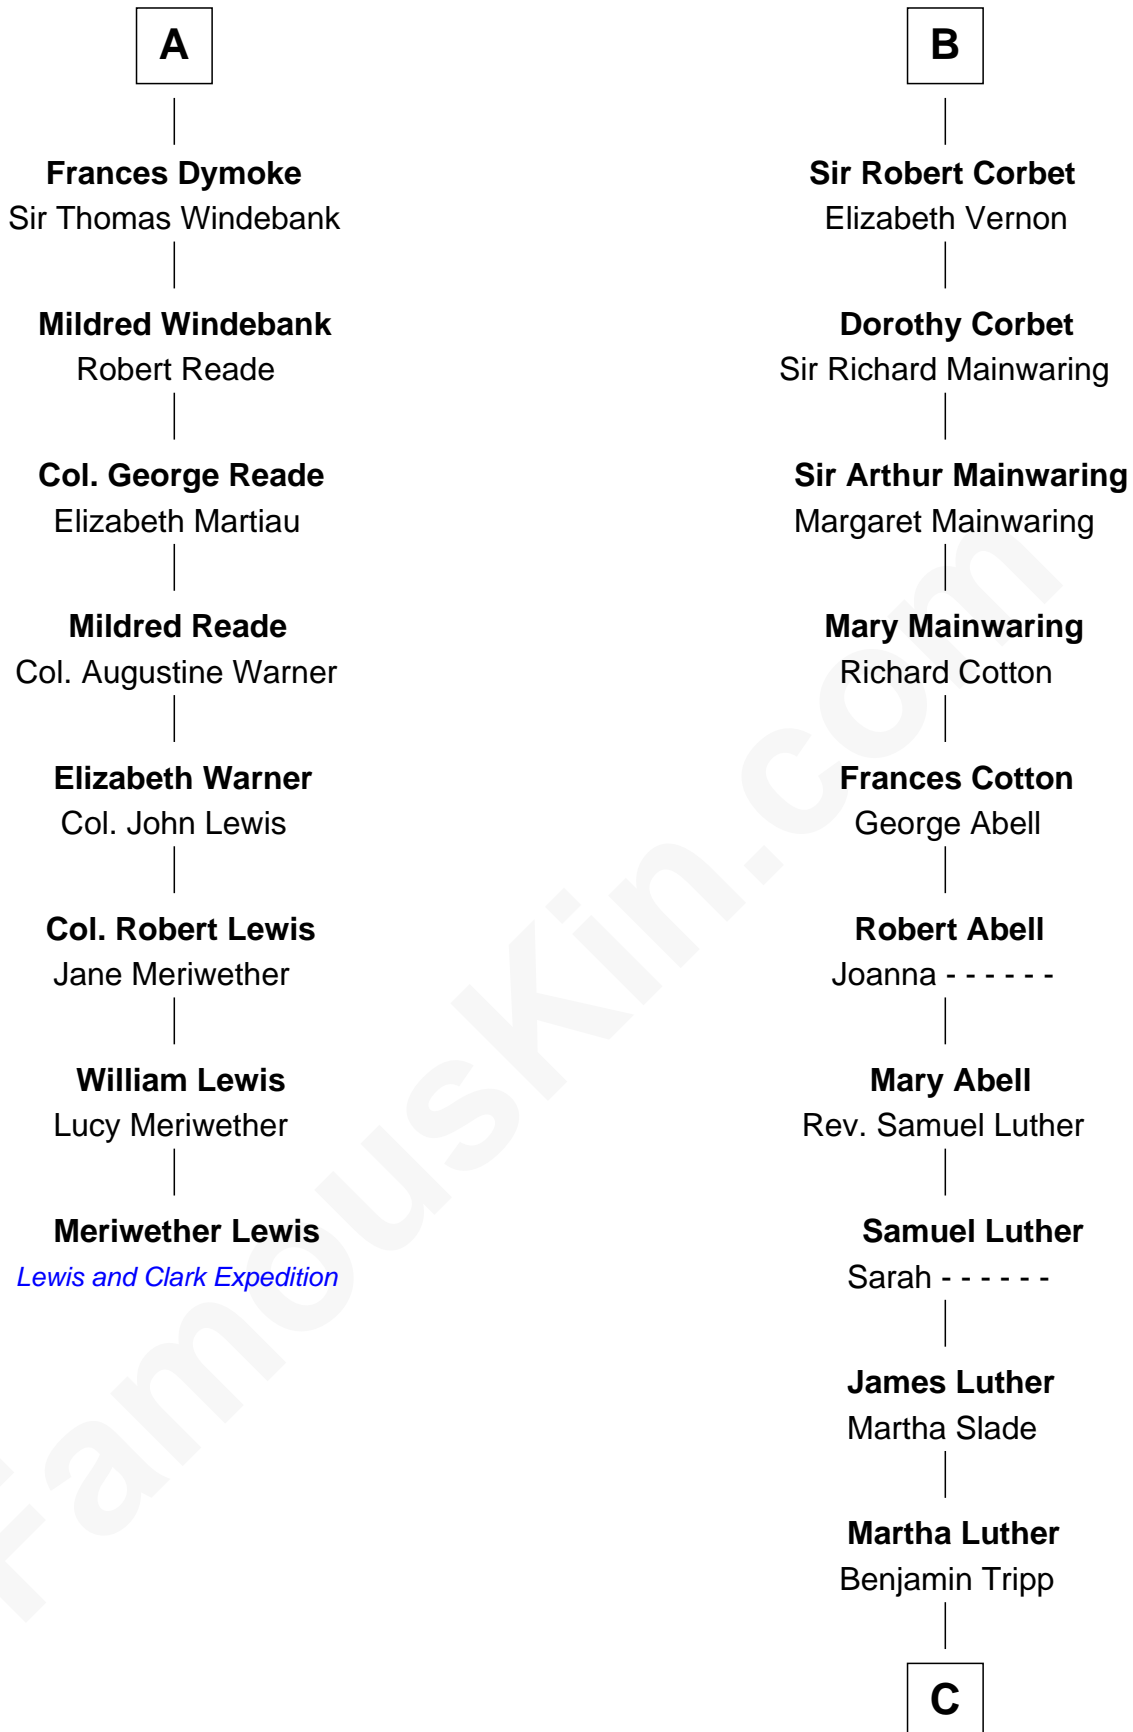 A
Frances Dymoke
Sir Thomas Windebank
Mildred Windebank
Robert Reade
Col. George Reade
Elizabeth Martiau
Mildred Reade
Col. Augustine Warner
Elizabeth Warner
Col. John Lewis
Col. Robert Lewis
Jane Meriwether
William Lewis
Lucy Meriwether
Meriwether Lewis
Lewis and Clark Expedition
B
Sir Robert Corbet
Elizabeth Vernon
Dorothy Corbet
Sir Richard Mainwaring
Sir Arthur Mainwaring
Margaret Mainwaring
Mary Mainwaring
Richard Cotton
Frances Cotton
George Abell
Robert Abell
Joanna - - - - - -
Mary Abell
Rev. Samuel Luther
Samuel Luther
Sarah - - - - - -
James Luther
Martha Slade
Martha Luther
Benjamin Tripp
C
FamousKin.com